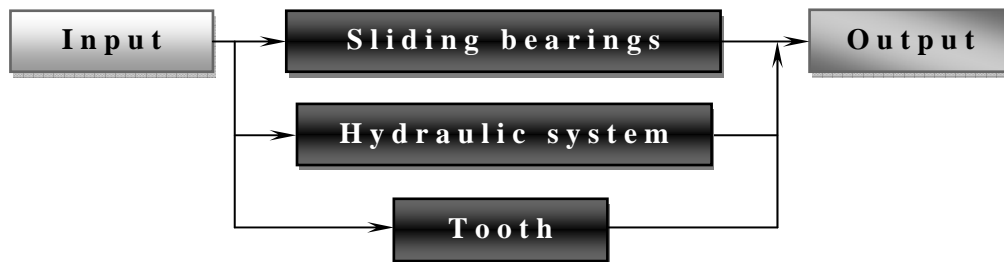 Input
Sliding bearings
Output
Hydraulic system
Tooth